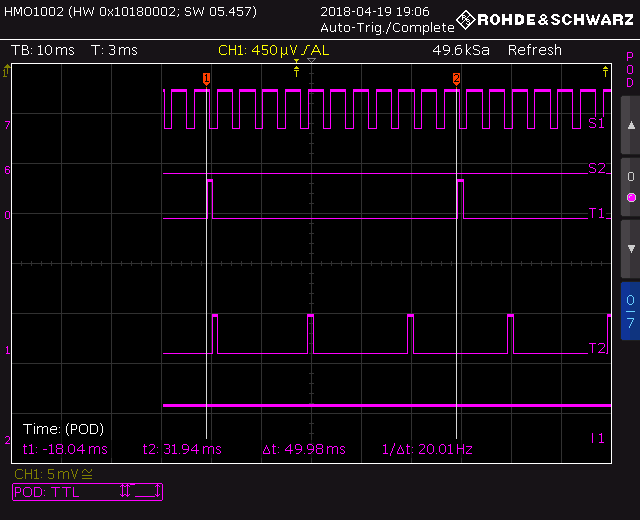 HMO1002 (HW 0x10180002; SW 05.457)
2018-04-19 19:06
Auto-Trig./Complete
ROHDE&SCHWARZ
TB: 10 ms T: 3 ms CH1: 450 µV / AL 49.6 kSa Refresh
POD
1
1 2
7 S1
6 S2
0
0 T1
0
7
1 T2
Time: (POD)
2 I1
t1: -18.04 ms t2: 31.94 ms Δt: 49.98 ms 1/Δt: 20.01 Hz
CH1: 5 mV ≅
POD: TTL